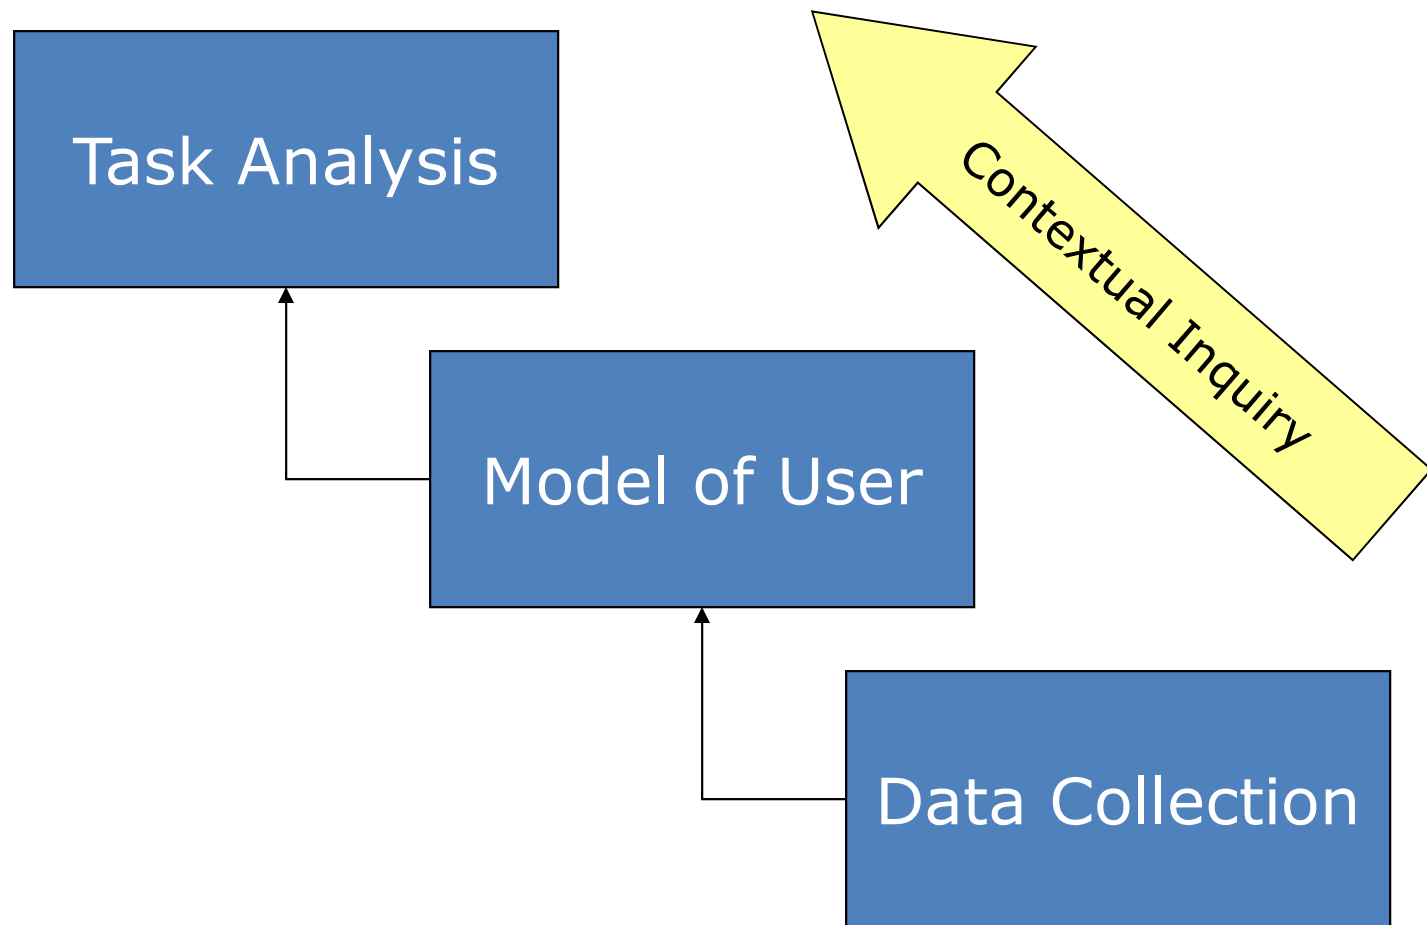 Task Analysis
Contextual Inquiry
Model of User
Data Collection